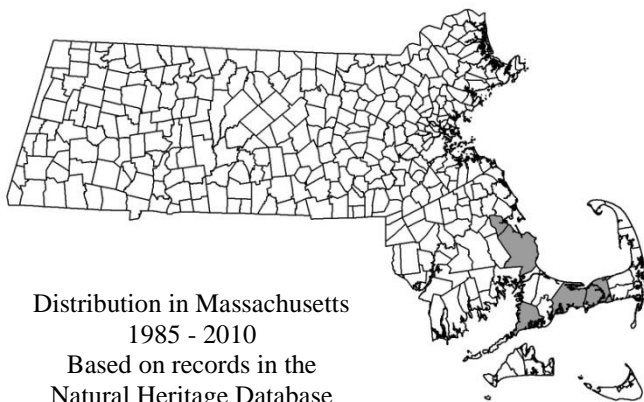 Distribution in Massachusetts
1985 - 2010
Based on records in the
Natural Heritage Database